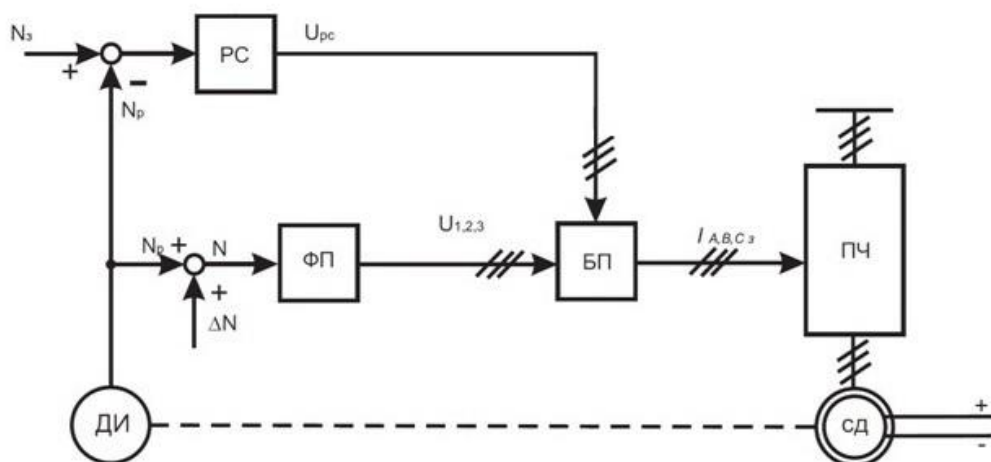 Nз
+
-
Nр
РС
Uрс
Nр
+
N
+
ΔN
ФП
U1,2,3
БП
I A,B,C з
ПЧ
ДИ
СД
+
-